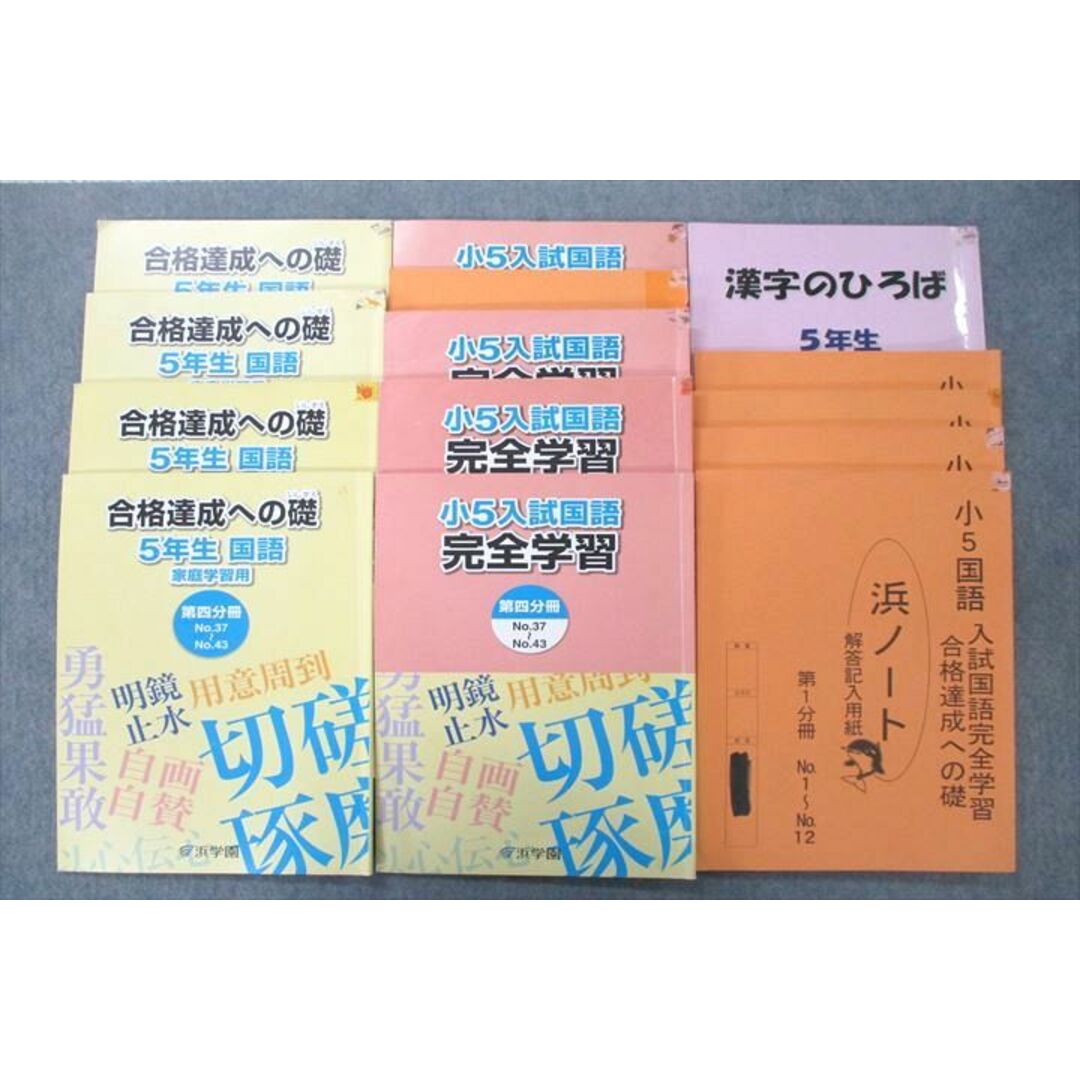 合格達成への礎
5年生 国語
合格達成への礎
5年生 国語
合格達成への礎
5年生 国語
合格達成への礎
5年生 国語
家庭学習用
第四分冊
No.37
~
No.43
勇猛果敢
明鏡止水
用意周到
自画自賛
切磋琢磨
浜学園
小5入試国語
小5入試国語
完全学習
小5入試国語
完全学習
小5入試国語
完全学習
第四分冊
No.37
~
No.43
勇猛果敢
明鏡止水
用意周到
自画自賛
切磋琢磨
浜学園
漢字のひろば
5年生
小
小
小
小5国語
入試国語完全学習
合格達成への礎
浜ノート
解答記入用紙
第1分冊 No.1~No.12